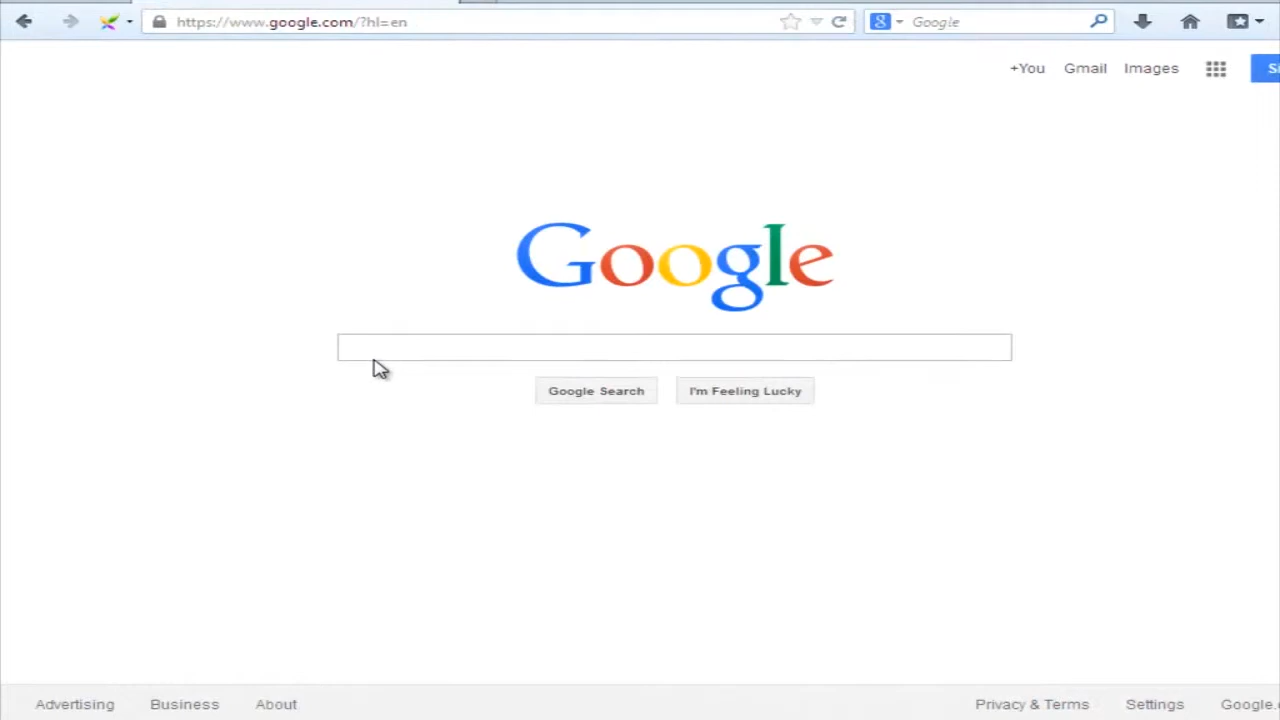 https://www.google.com/?hl=en
Google
+You Gmail Images
Google
Google Search I'm Feeling Lucky
Advertising Business About Privacy & Terms Settings Google.